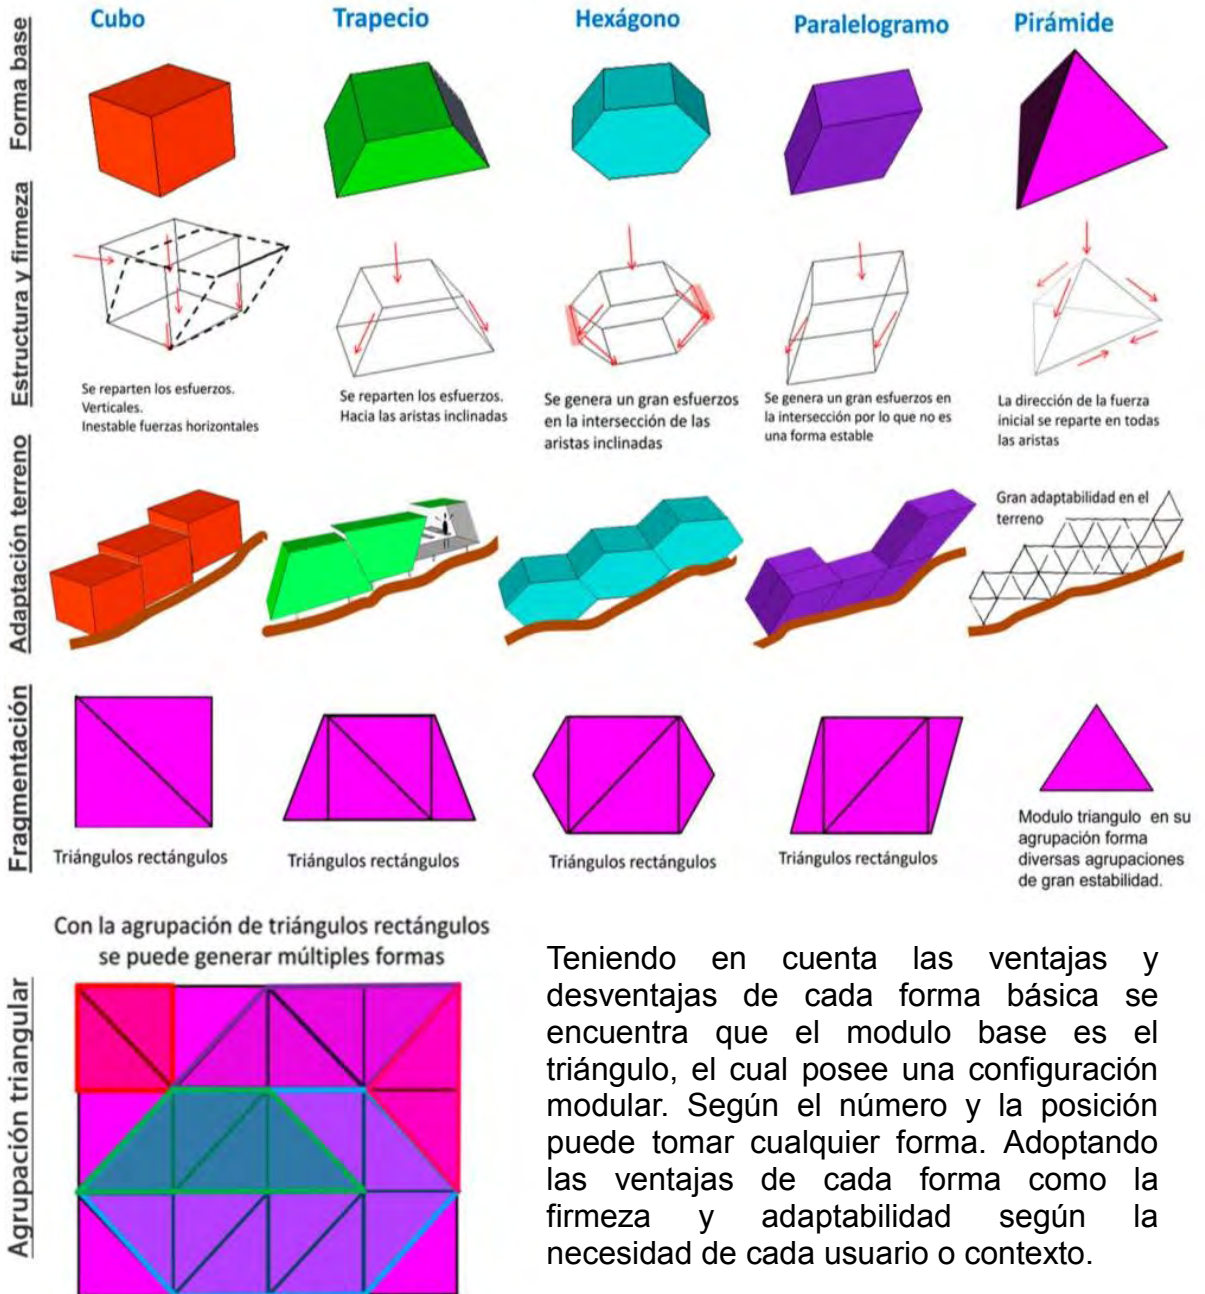 Cubo
Trapecio
Hexágono
Paralelogramo
Pirámide
Forma base
Estructura y firmeza
Se reparten los esfuerzos.
Verticales.
Inestable fuerzas horizontales
Se reparten los esfuerzos.
Hacia las aristas inclinadas
Se genera un gran esfuerzos
en la intersección de las
aristas inclinadas
Se genera un gran esfuerzos en
la intersección por lo que no es
una forma estable
La dirección de la fuerza
inicial se reparte en todas
las aristas
Adaptación terreno
Gran adaptabilidad en el
terreno
Fragmentación
Triángulos rectángulos
Triángulos rectángulos
Triángulos rectángulos
Triángulos rectángulos
Modulo triangulo en su
agrupación forma
diversas agrupaciones
de gran estabilidad.
Con la agrupación de triángulos rectángulos
se puede generar múltiples formas
Agrupación triangular
Teniendo en cuenta las ventajas y
desventajas de cada forma básica se
encuentra que el modulo base es el
triángulo, el cual posee una configuración
modular. Según el número y la posición
puede tomar cualquier forma. Adoptando
las ventajas de cada forma como la
firmeza y adaptabilidad según la
necesidad de cada usuario o contexto.